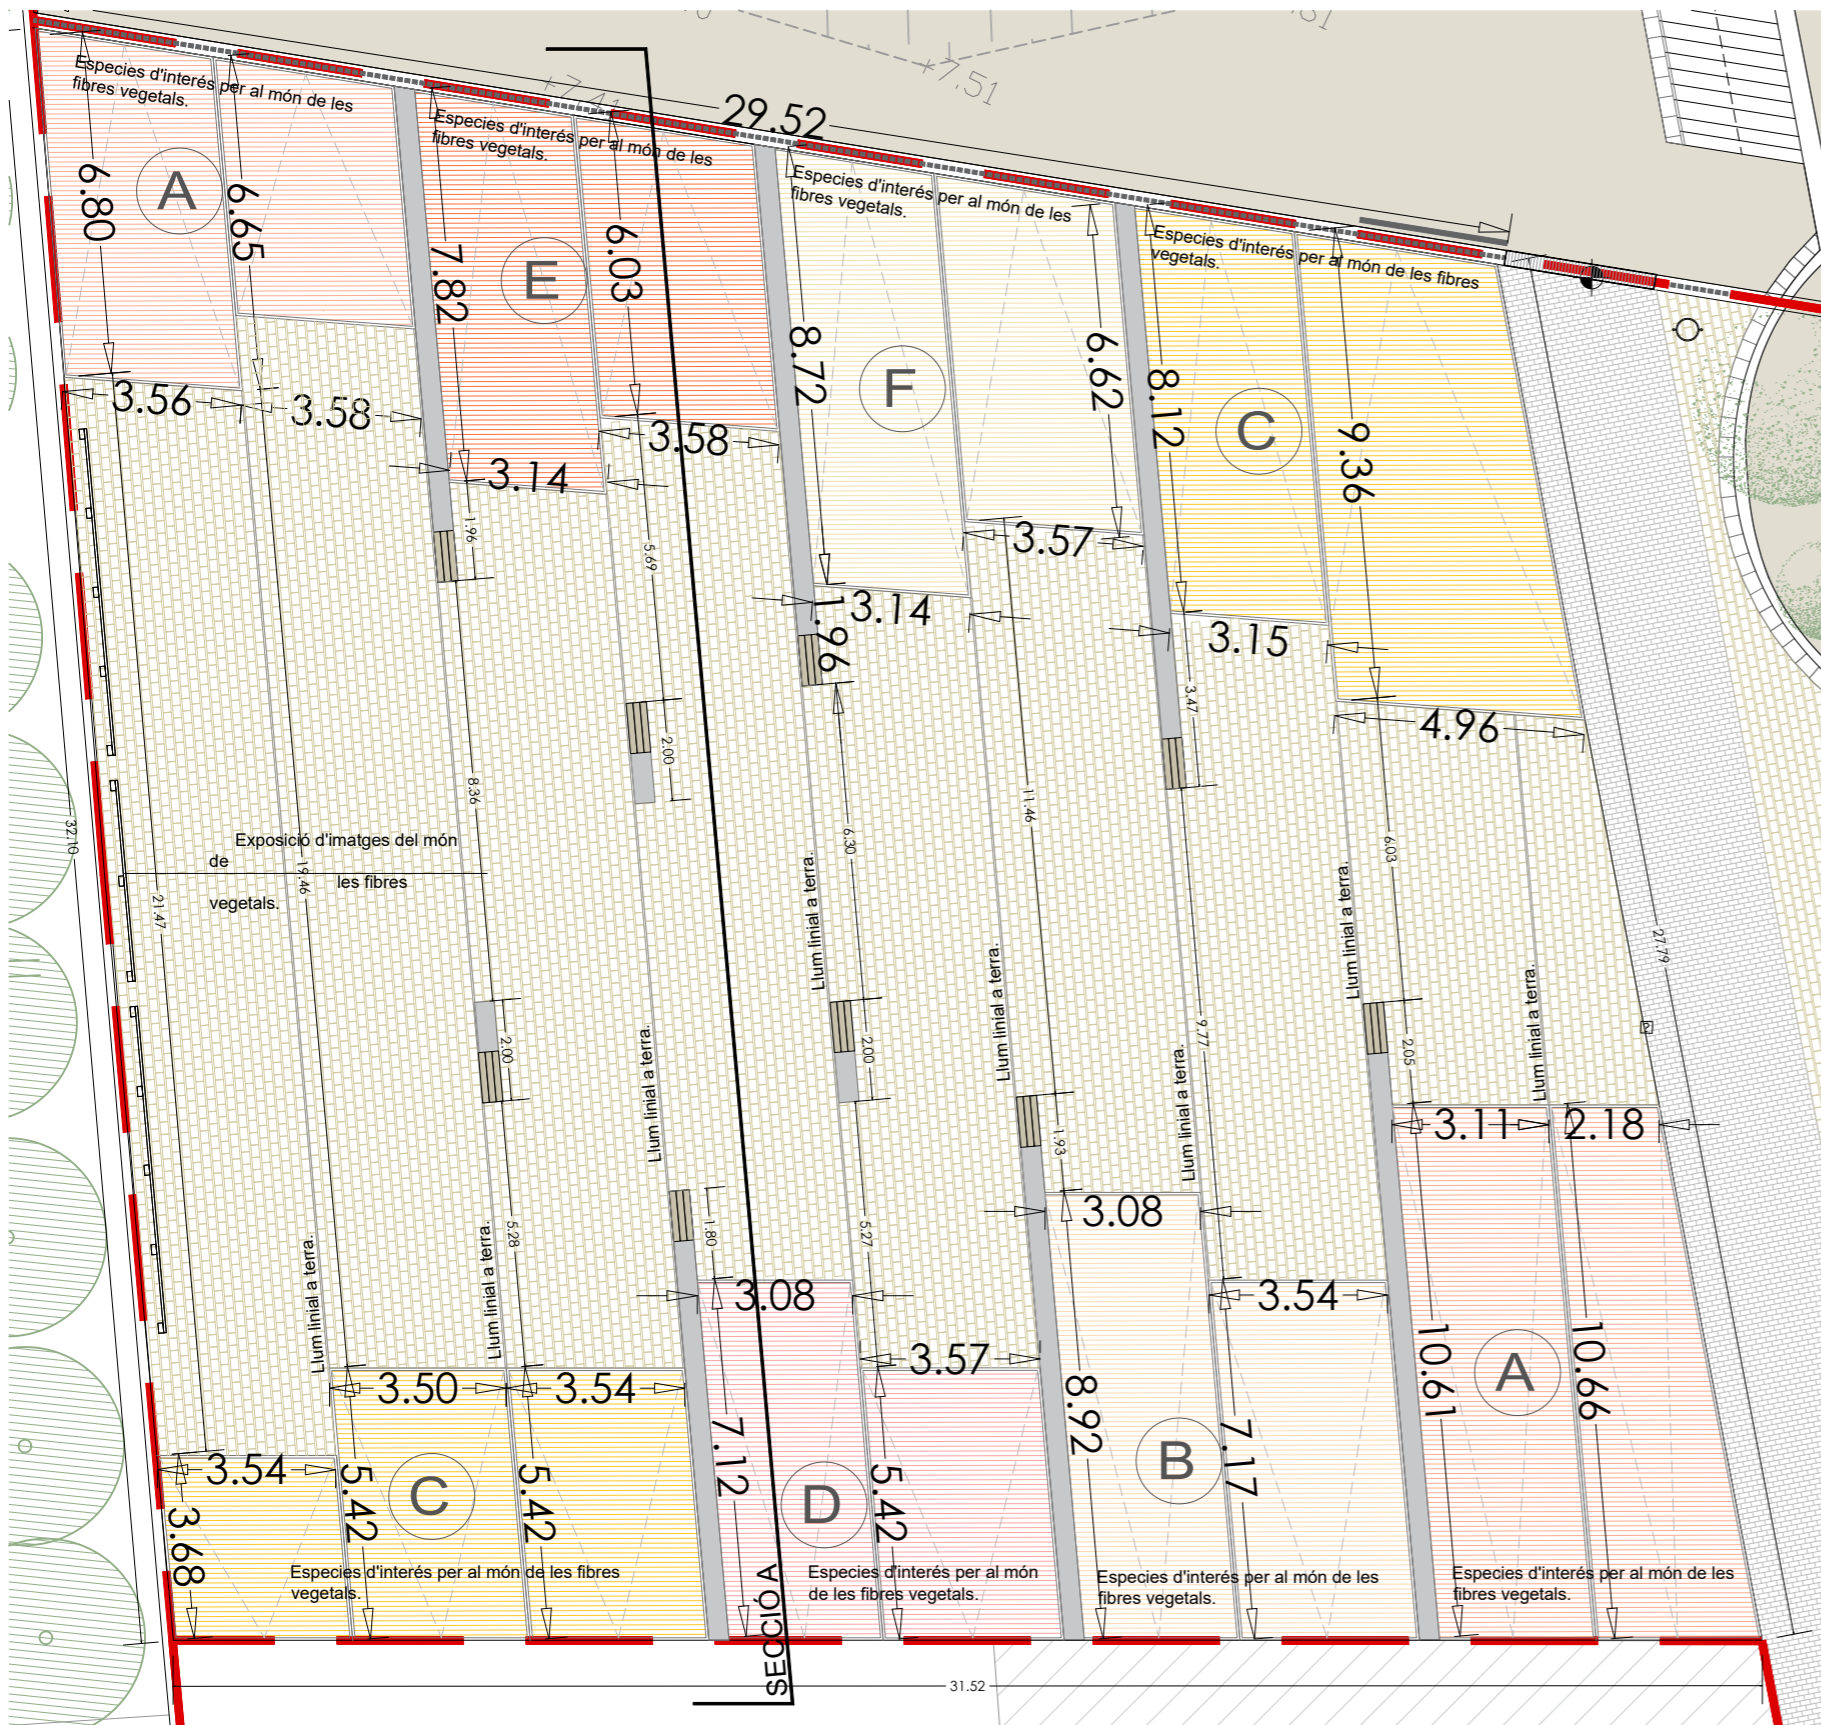 +7.51
+7.41
29.52
Especies d'interés per al món de les
fibres vegetals.
Especies d'interés per al món de les
fibres vegetals.
Especies d'interés per al món de les
fibres vegetals.
Especies d'interés per al món de les fibres
vegetals.
A
E
F
C
6.80
6.65
7.82
6.03
8.72
6.62
8.12
9.36
3.56
3.58
3.14
3.58
3.14
3.57
3.15
4.96
1.96
5.69
1.96
3.47
2.00
8.36
6.30
11.46
6.03
32.10
21.47
19.46
27.79
Exposició d'imatges del món
de
les fibres
vegetals.
Llum linial a terra.
Llum linial a terra.
Llum linial a terra.
Llum linial a terra.
Llum linial a terra.
Llum linial a terra.
Llum linial a terra.
Llum linial a terra.
2.00
2.00
9.77
2.05
1.93
5.28
1.80
5.27
3.11
2.18
3.08
3.54
3.08
3.57
3.50
3.54
3.54
3.68
5.42
5.42
7.12
5.42
8.92
7.17
10.61
10.66
C
D
B
A
Especies d'interés per al món de les fibres
vegetals.
Especies d'interés per al món
de les fibres vegetals.
Especies d'interés per al món de les
fibres vegetals.
Especies d'interés per al món de les
fibres vegetals.
SECCIÓ A
31.52